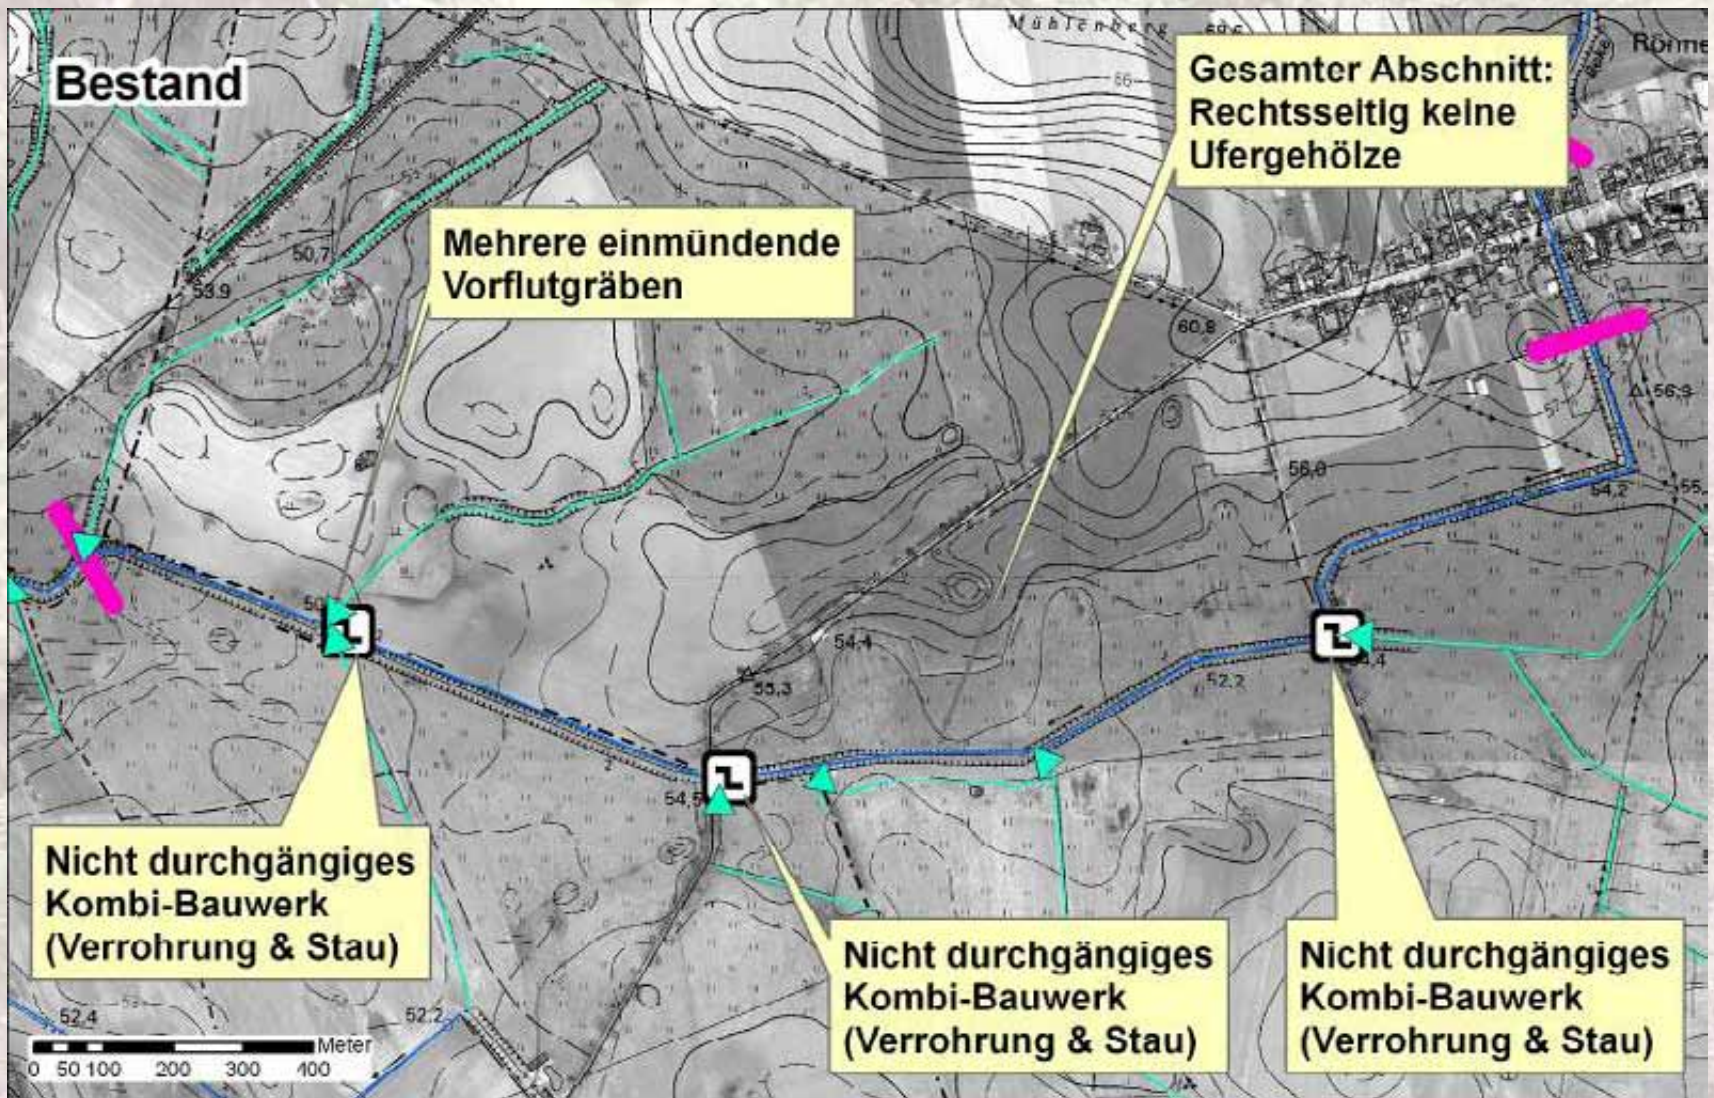 Bestand
Mühlenberg
Gesamter Abschnitt:
Rechtsseitig keine
Ufergehölze
Mehrere einmündende
Vorflutgräben
50,7
53.9
60,8
56,9
56,0
54,2
55,3
54,4
52,2
Nicht durchgängiges
Kombi-Bauwerk
(Verrohrung & Stau)
Nicht durchgängiges
Kombi-Bauwerk
(Verrohrung & Stau)
Nicht durchgängiges
Kombi-Bauwerk
(Verrohrung & Stau)
52,4
52,2
Meter
0 50 100 200 300 400